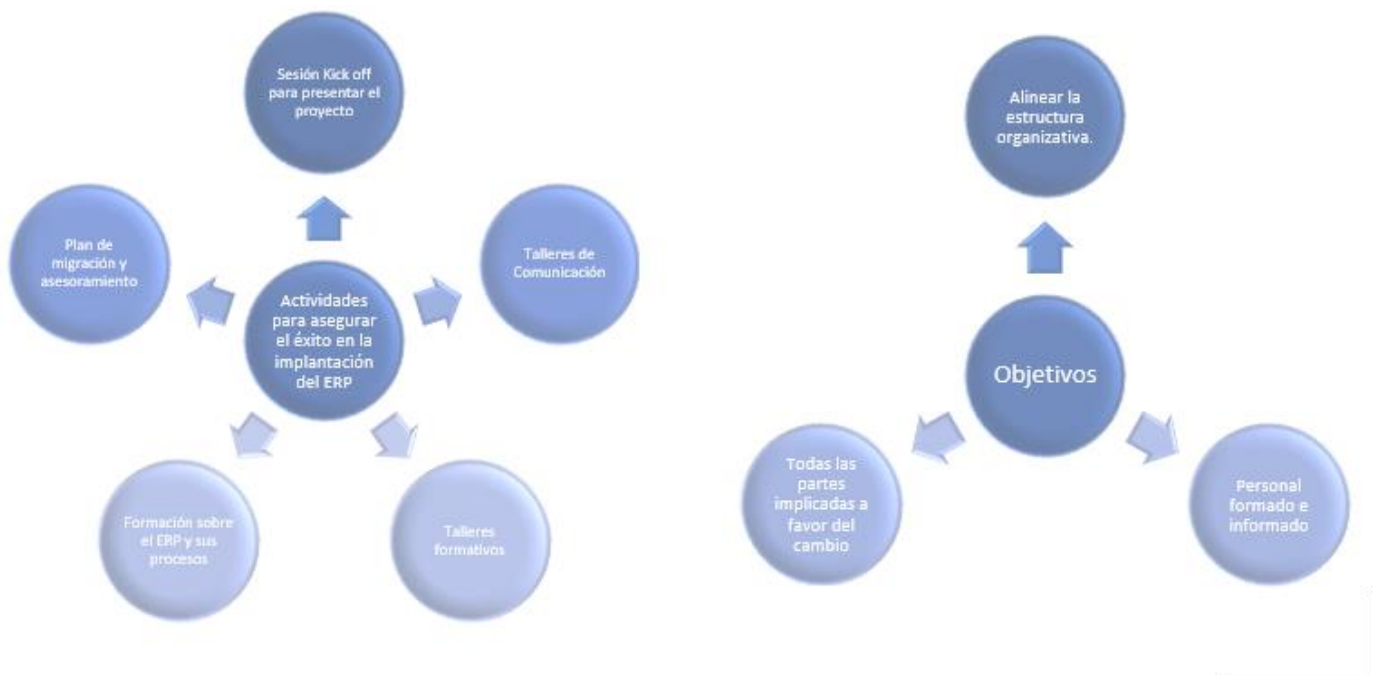 Sesión Kick off
para presentar el
proyecto
Talleres de
Comunicación
Talleres
formativos
Formación sobre
el ERP y sus
procesos
Plan de
migración y
asesoramiento
Actividades
para asegurar
el éxito en la
implantación
del ERP
Alinear la
estructura
organizativa.
Personal
formado e
informado
Todas las
partes
implicadas a
favor del
cambio
Objetivos